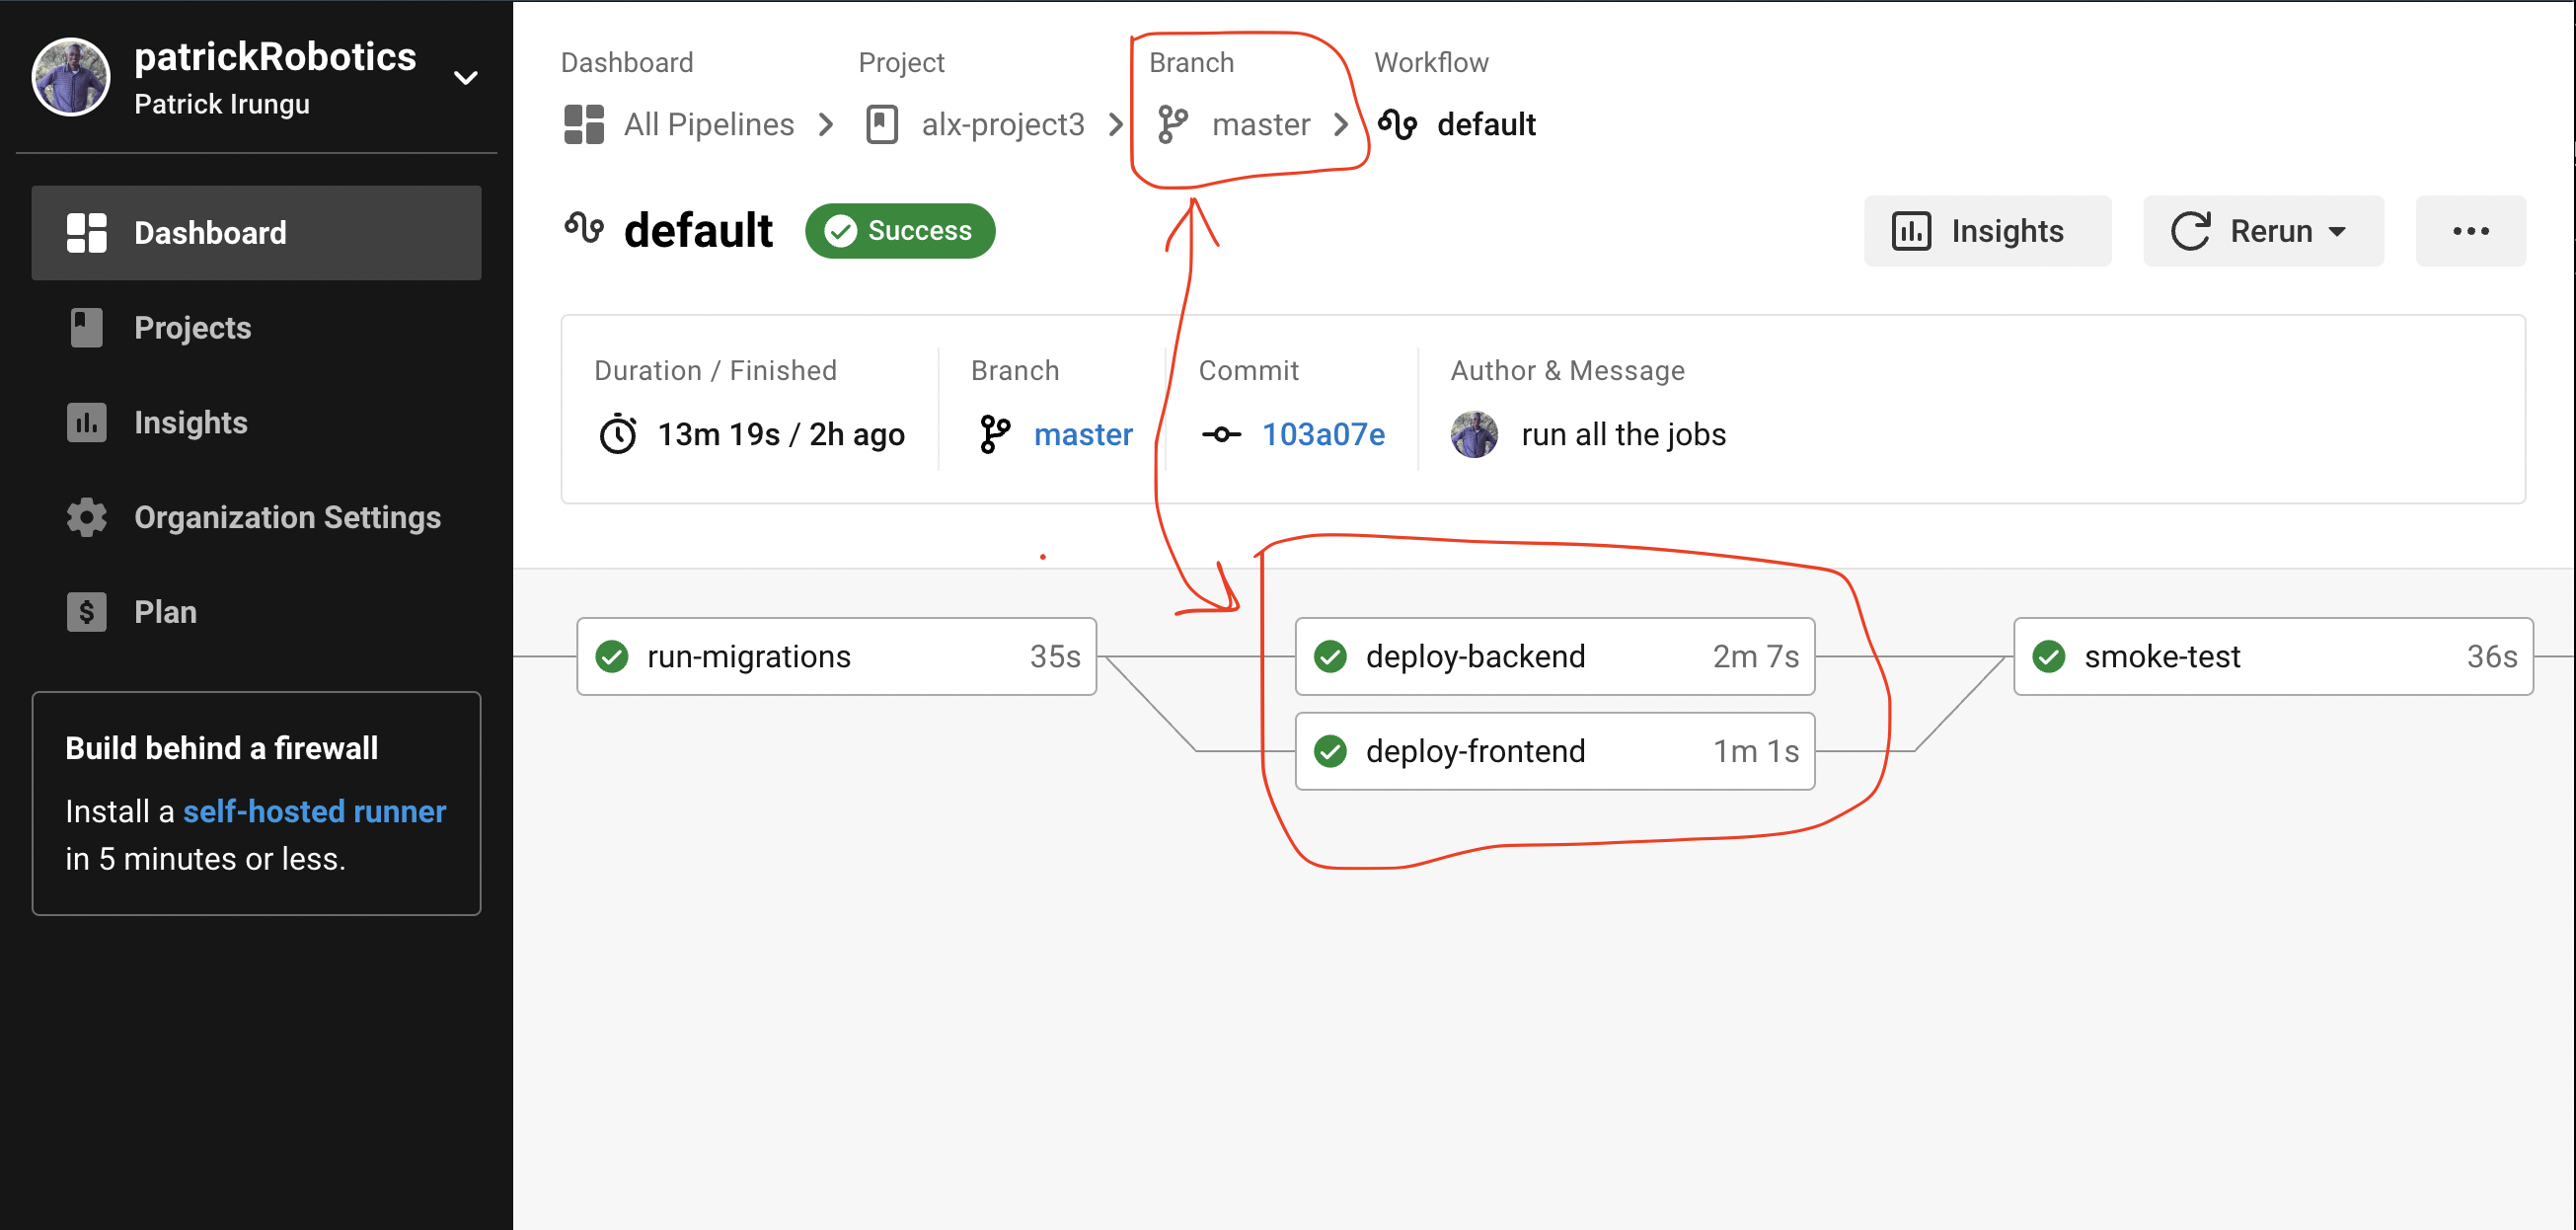 patrickRobotics
Patrick Irungu
Dashboard
Projects
Insights
Organization Settings
Plan
Build behind a firewall
Install a self-hosted runner
in 5 minutes or less.
Dashboard Project Branch Workflow
All Pipelines alx-project3 master default
default Success Insights Rerun
Duration / Finished Branch Commit Author & Message
13m 19s / 2h ago master 103a07e run all the jobs
run-migrations 35s deploy-backend 2m 7s smoke-test 36s
deploy-frontend 1m 1s